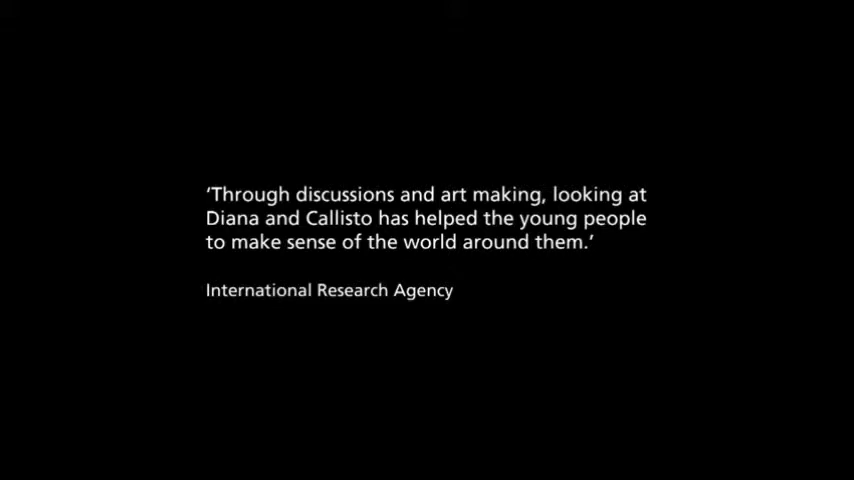 ‘Through discussions and art making, looking at
Diana and Callisto has helped the young people
to make sense of the world around them.’
International Research Agency